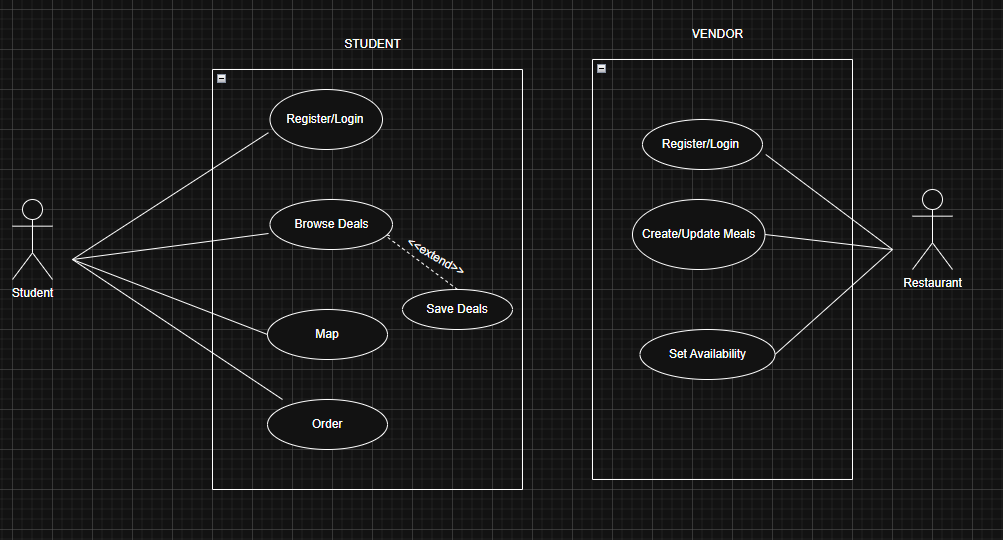 STUDENT
VENDOR
Register/Login
Browse Deals
<<extend>>
Save Deals
Map
Order
Student
Register/Login
Create/Update Meals
Set Availability
Restaurant